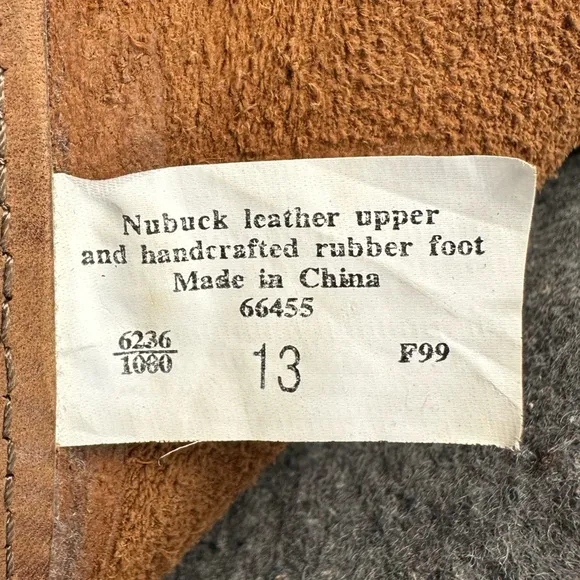 Nubuck leather upper
and handcrafted rubber foot
Made in China
66455
6236
1080
13
F99